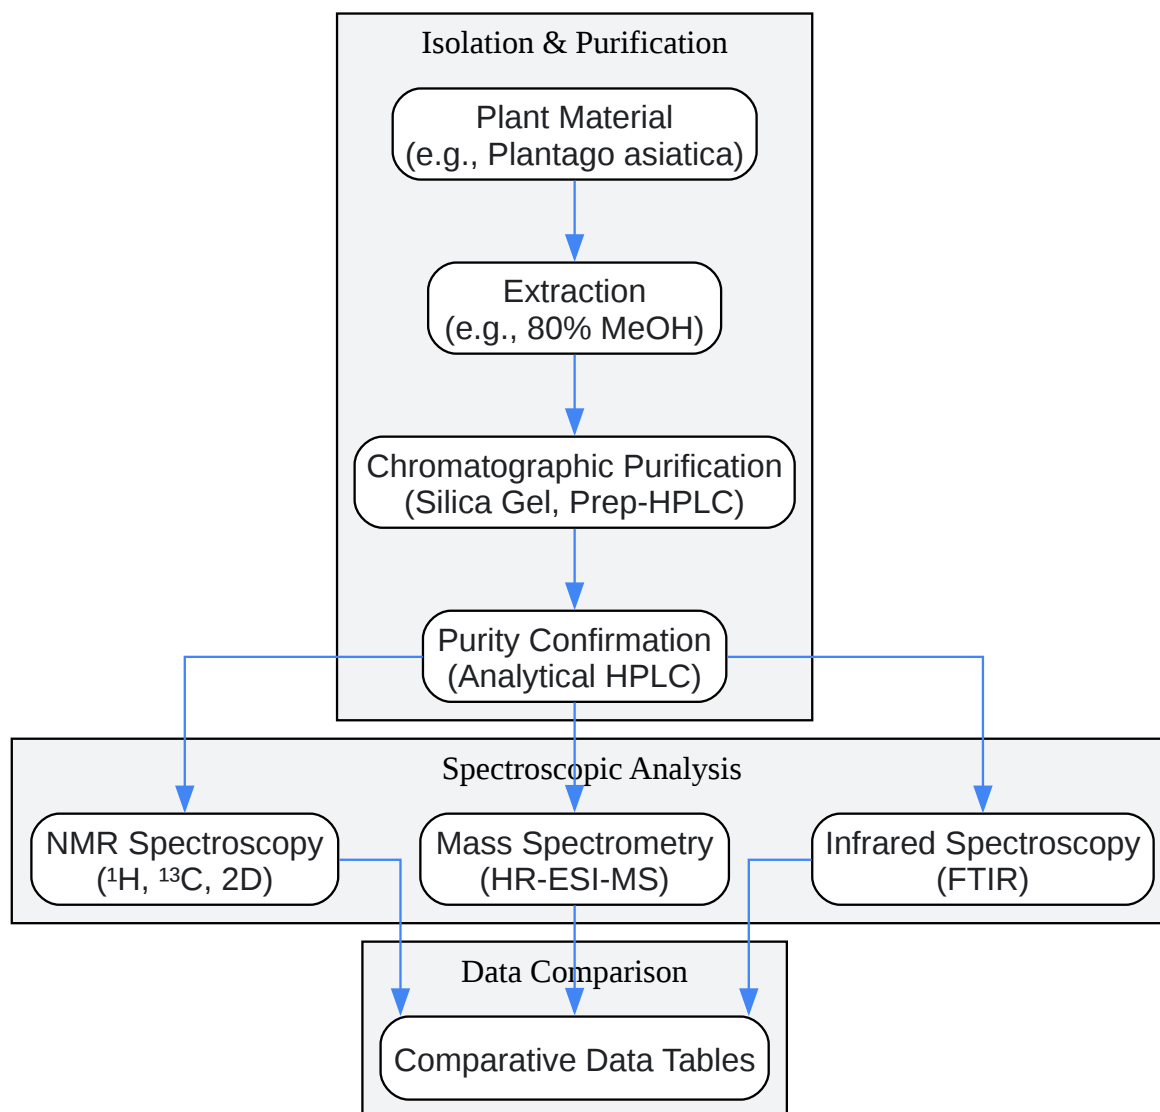 Isolation & Purification
Plant Material
(e.g., Plantago asiatica)
Extraction
(e.g., 80% MeOH)
Chromatographic Purification
(Silica Gel, Prep-HPLC)
Purity Confirmation
(Analytical HPLC)
Spectroscopic Analysis
NMR Spectroscopy
(¹H, ¹³C, 2D)
Mass Spectrometry
(HR-ESI-MS)
Infrared Spectroscopy
(FTIR)
Data Comparison
Comparative Data Tables